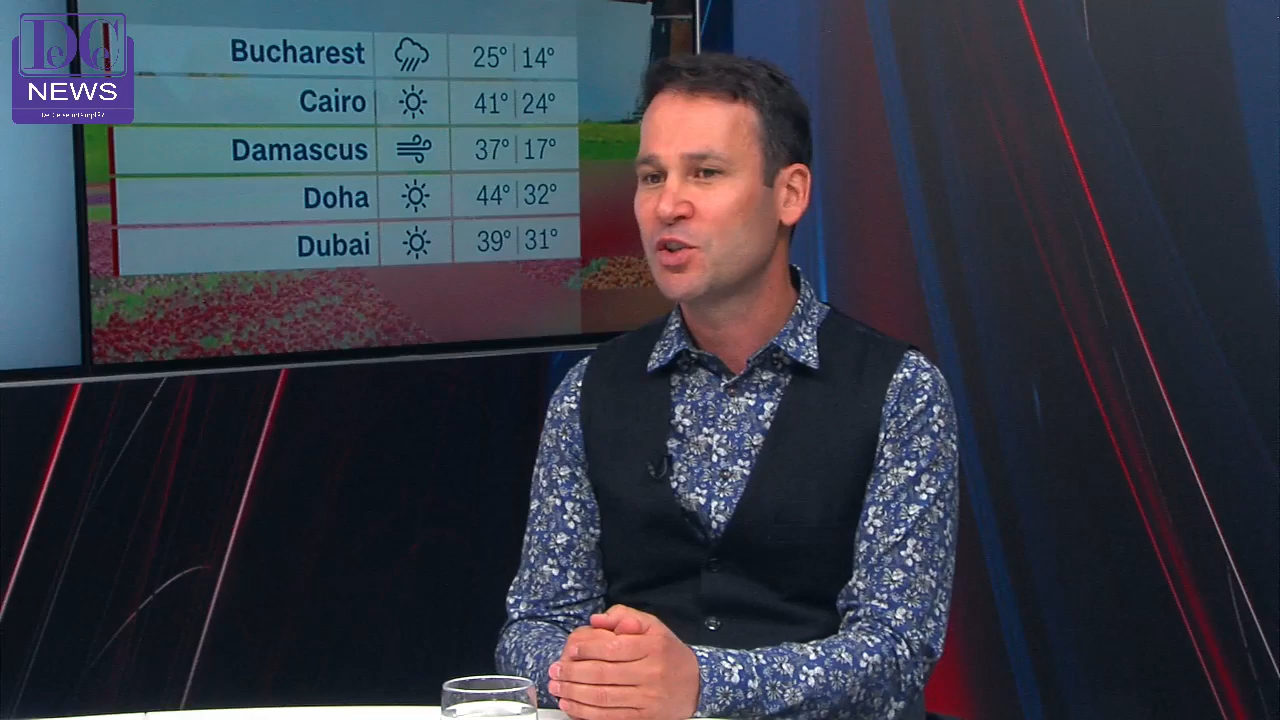 DC
NEWS
Bucharest 25° 14°
Cairo 41° 24°
Damascus 37° 17°
Doha 44° 32°
Dubai 39° 31°